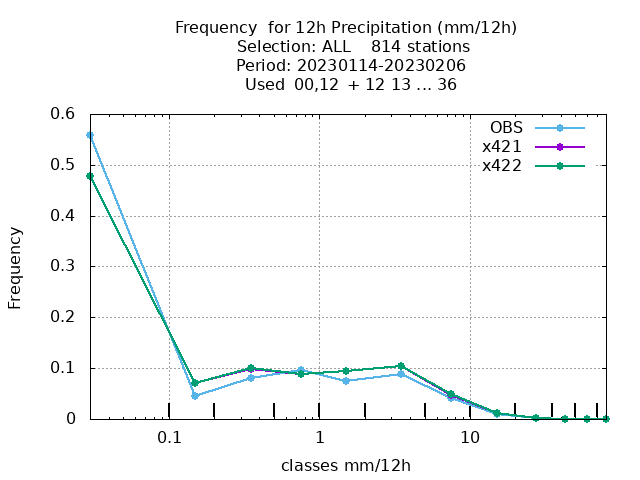 Frequency  for 12h Precipitation (mm/12h)
Selection: ALL    814 stations
Period: 20230114-20230206
Used  00,12  + 12 13 ... 36
OBS
x421
x422
0.6
0.5
0.4
0.3
0.2
0.1
0
Frequency
0.1 1 10
classes mm/12h